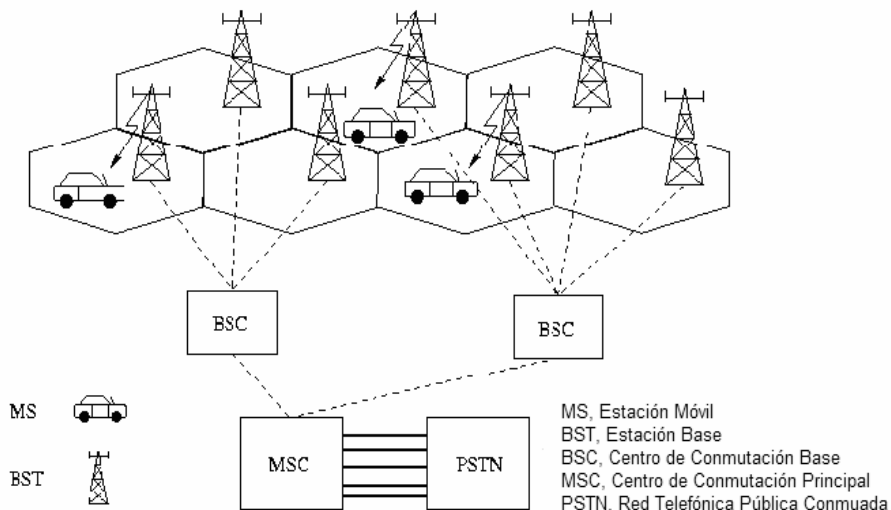 BSC
BSC
MS
BST
MSC
PSTN
MS, Estación Móvil
BST, Estación Base
BSC, Centro de Conmutación Base
MSC, Centro de Conmutación Principal
PSTN, Red Telefónica Pública Conmuada